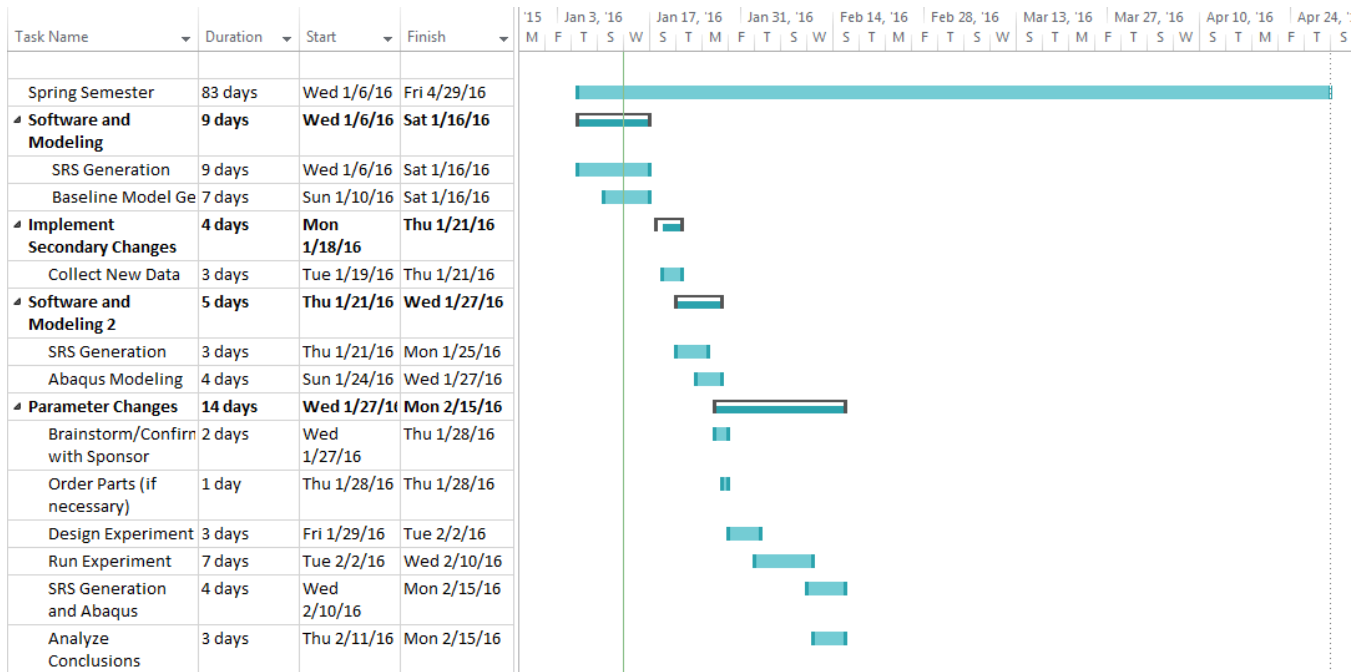 '15 Jan 3, '16 Jan 17, '16 Jan 31, '16 Feb 14, '16 Feb 28, '16 Mar 13, '16 Mar 27, '16 Apr 10, '16 Apr 24, '
Task Name Duration Start Finish M F T S W S T M F T S W S T M F T S W S T M F T S W S T M F T S
Spring Semester 83 days Wed 1/6/16 Fri 4/29/16
Software and 9 days Wed 1/6/16 Sat 1/16/16
Modeling
SRS Generation 9 days Wed 1/6/16 Sat 1/16/16
Baseline Model Ge 7 days Sun 1/10/16 Sat 1/16/16
Implement 4 days Mon Thu 1/21/16
Secondary Changes 1/18/16
Collect New Data 3 days Tue 1/19/16 Thu 1/21/16
Software and 5 days Thu 1/21/16 Wed 1/27/16
Modeling 2
SRS Generation 3 days Thu 1/21/16 Mon 1/25/16
Abaqus Modeling 4 days Sun 1/24/16 Wed 1/27/16
Parameter Changes 14 days Wed 1/27/16 Mon 2/15/16
Brainstorm/Confirm 2 days Wed Thu 1/28/16
with Sponsor 1/27/16
Order Parts (if 1 day Thu 1/28/16 Thu 1/28/16
necessary)
Design Experiment 3 days Fri 1/29/16 Tue 2/2/16
Run Experiment 7 days Tue 2/2/16 Wed 2/10/16
SRS Generation 4 days Wed Mon 2/15/16
and Abaqus 2/10/16
Analyze 3 days Thu 2/11/16 Mon 2/15/16
Conclusions